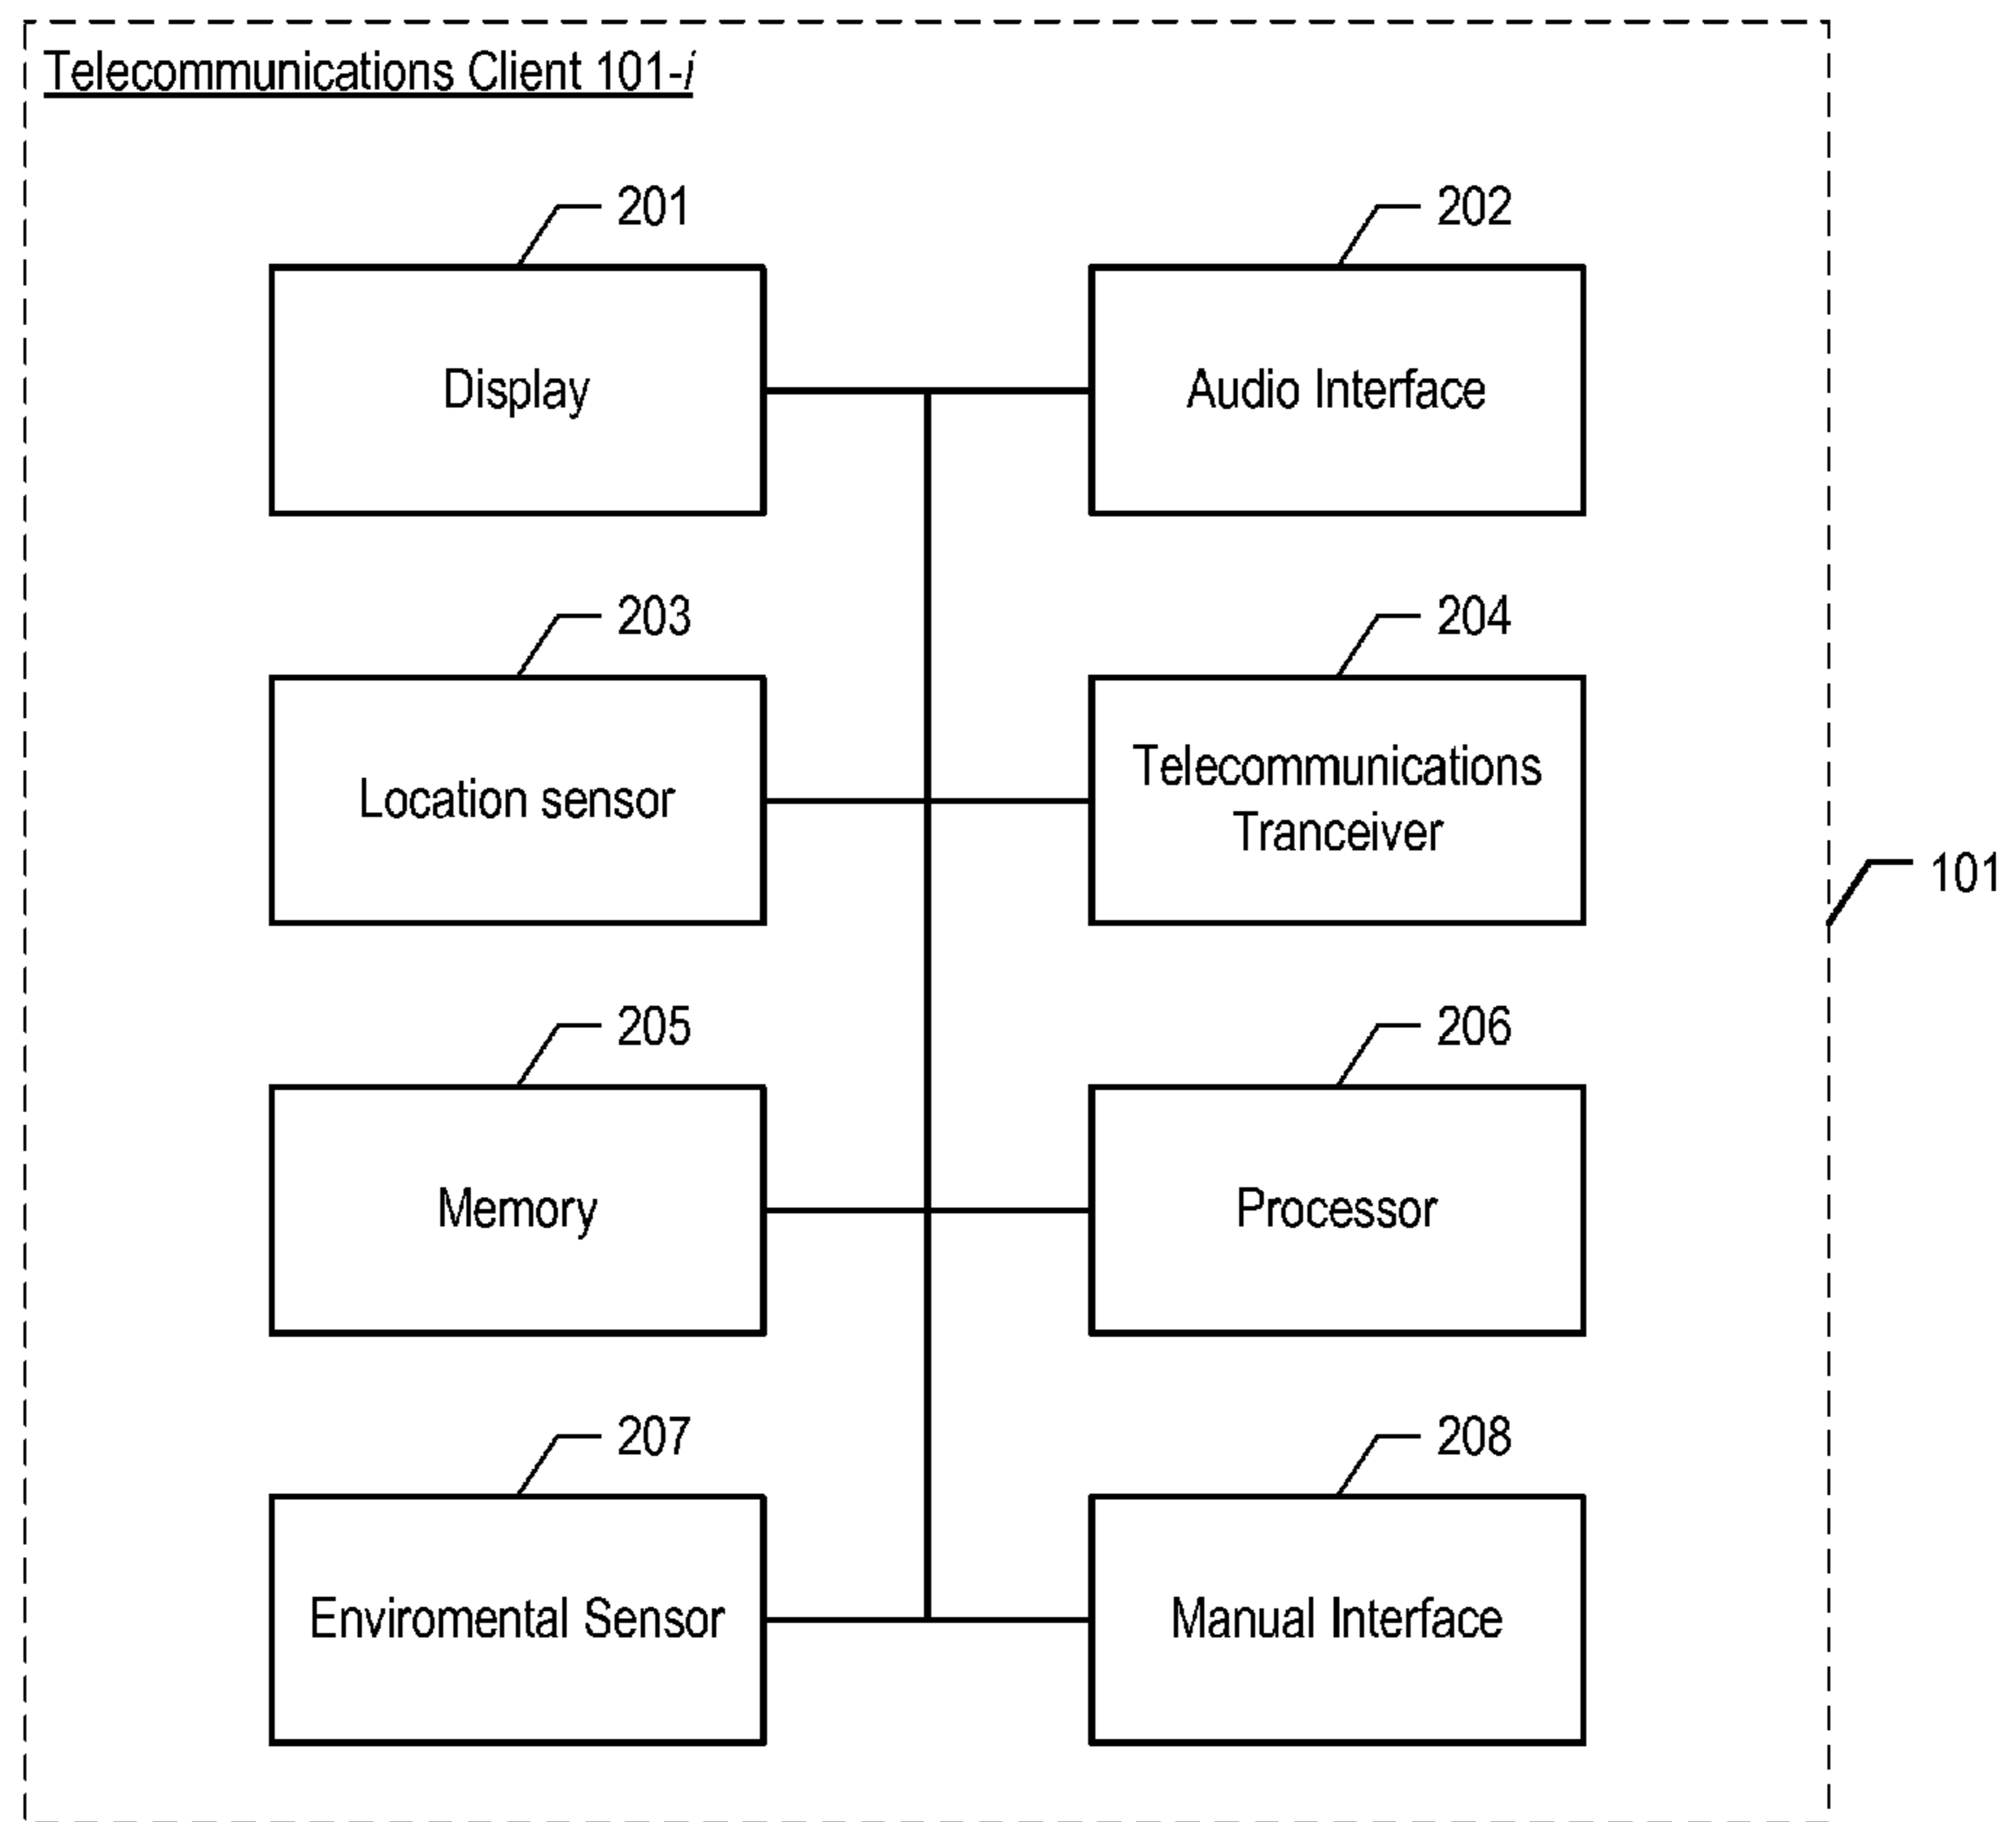 Telecommunications Client 101-i
201
202
Display
Audio Interface
203
204
Location sensor
Telecommunications
Tranceiver
101
205
206
Memory
Processor
207
208
Enviromental Sensor
Manual Interface